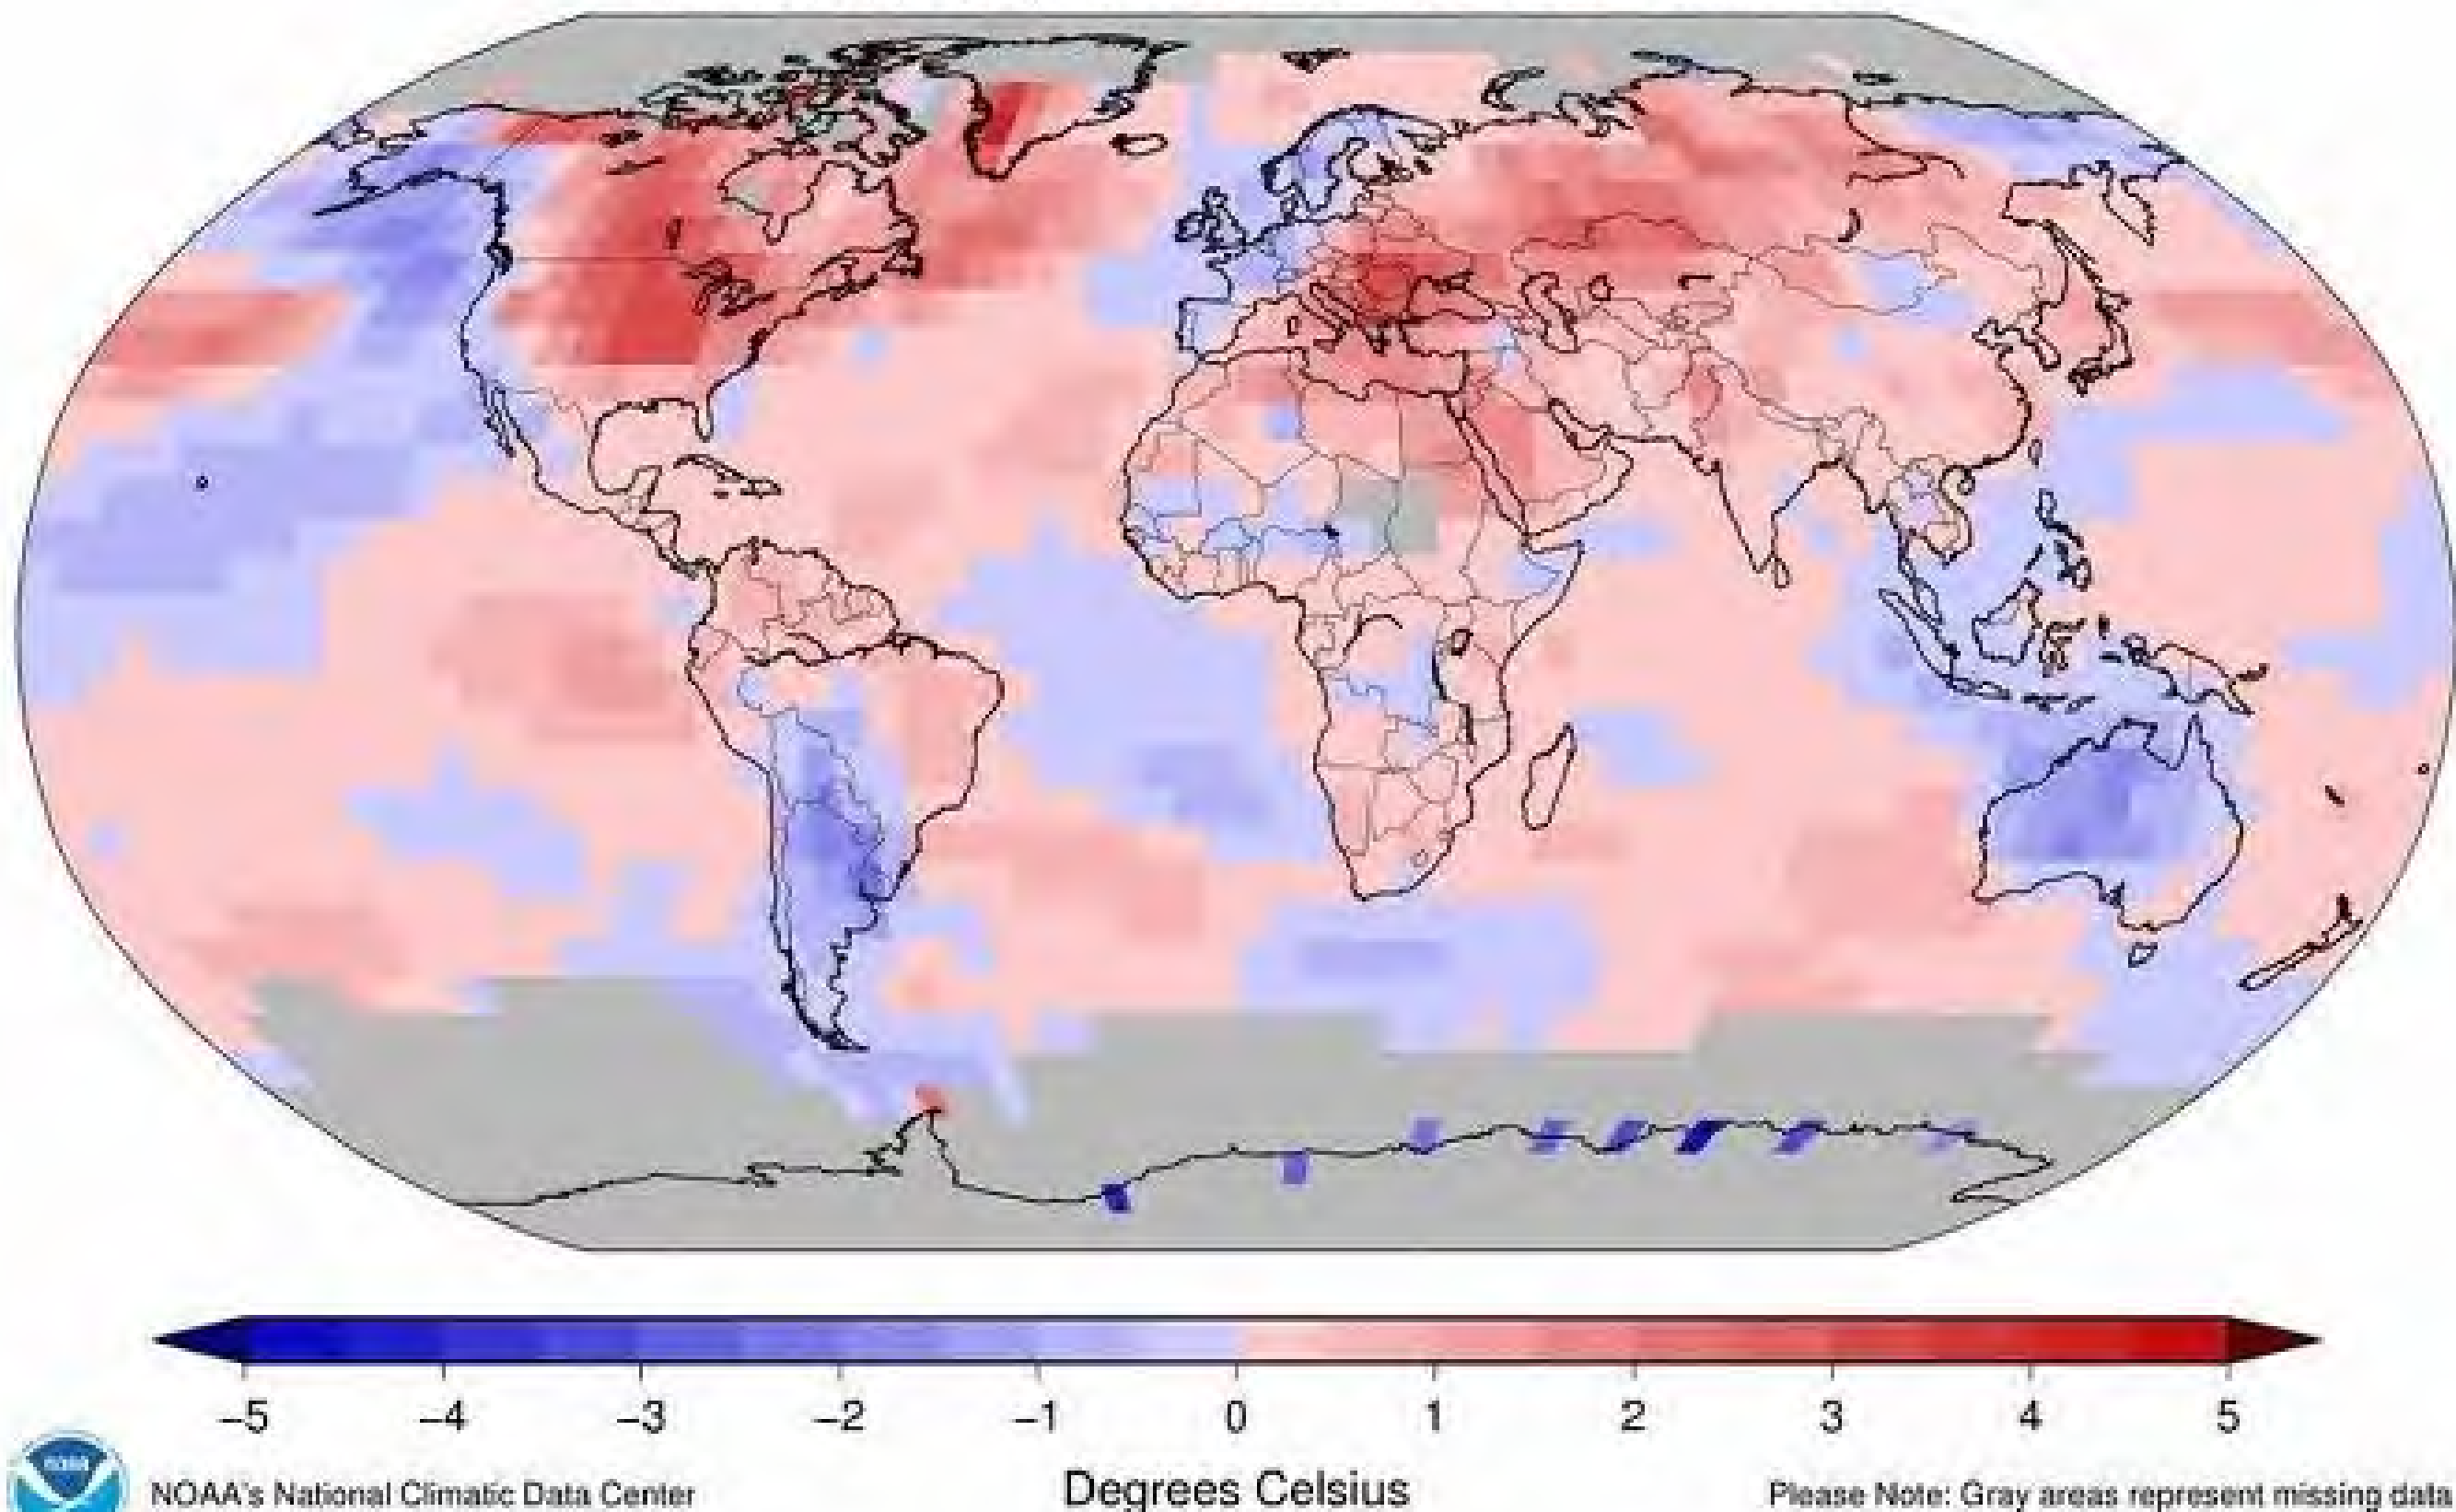 −5 −4 −3 −2 −1 0 1 2 3 4 5
Degrees Celsius
NOAA
NOAA's National Climatic Data Center
Please Note: Gray areas represent missing data